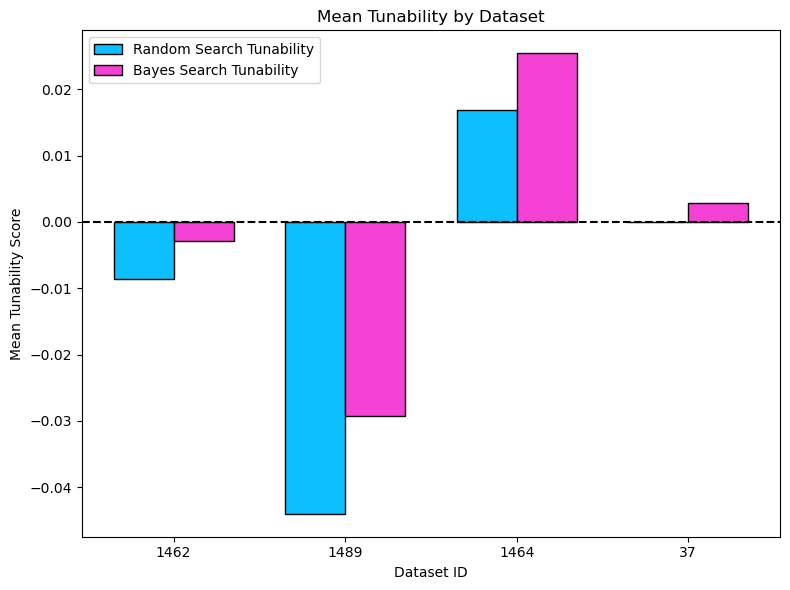 Mean Tunability by Dataset
Random Search Tunability
Bayes Search Tunability
Mean Tunability Score
0.02
0.01
0.00
−0.01
−0.02
−0.03
−0.04
1462
1489
1464
37
Dataset ID